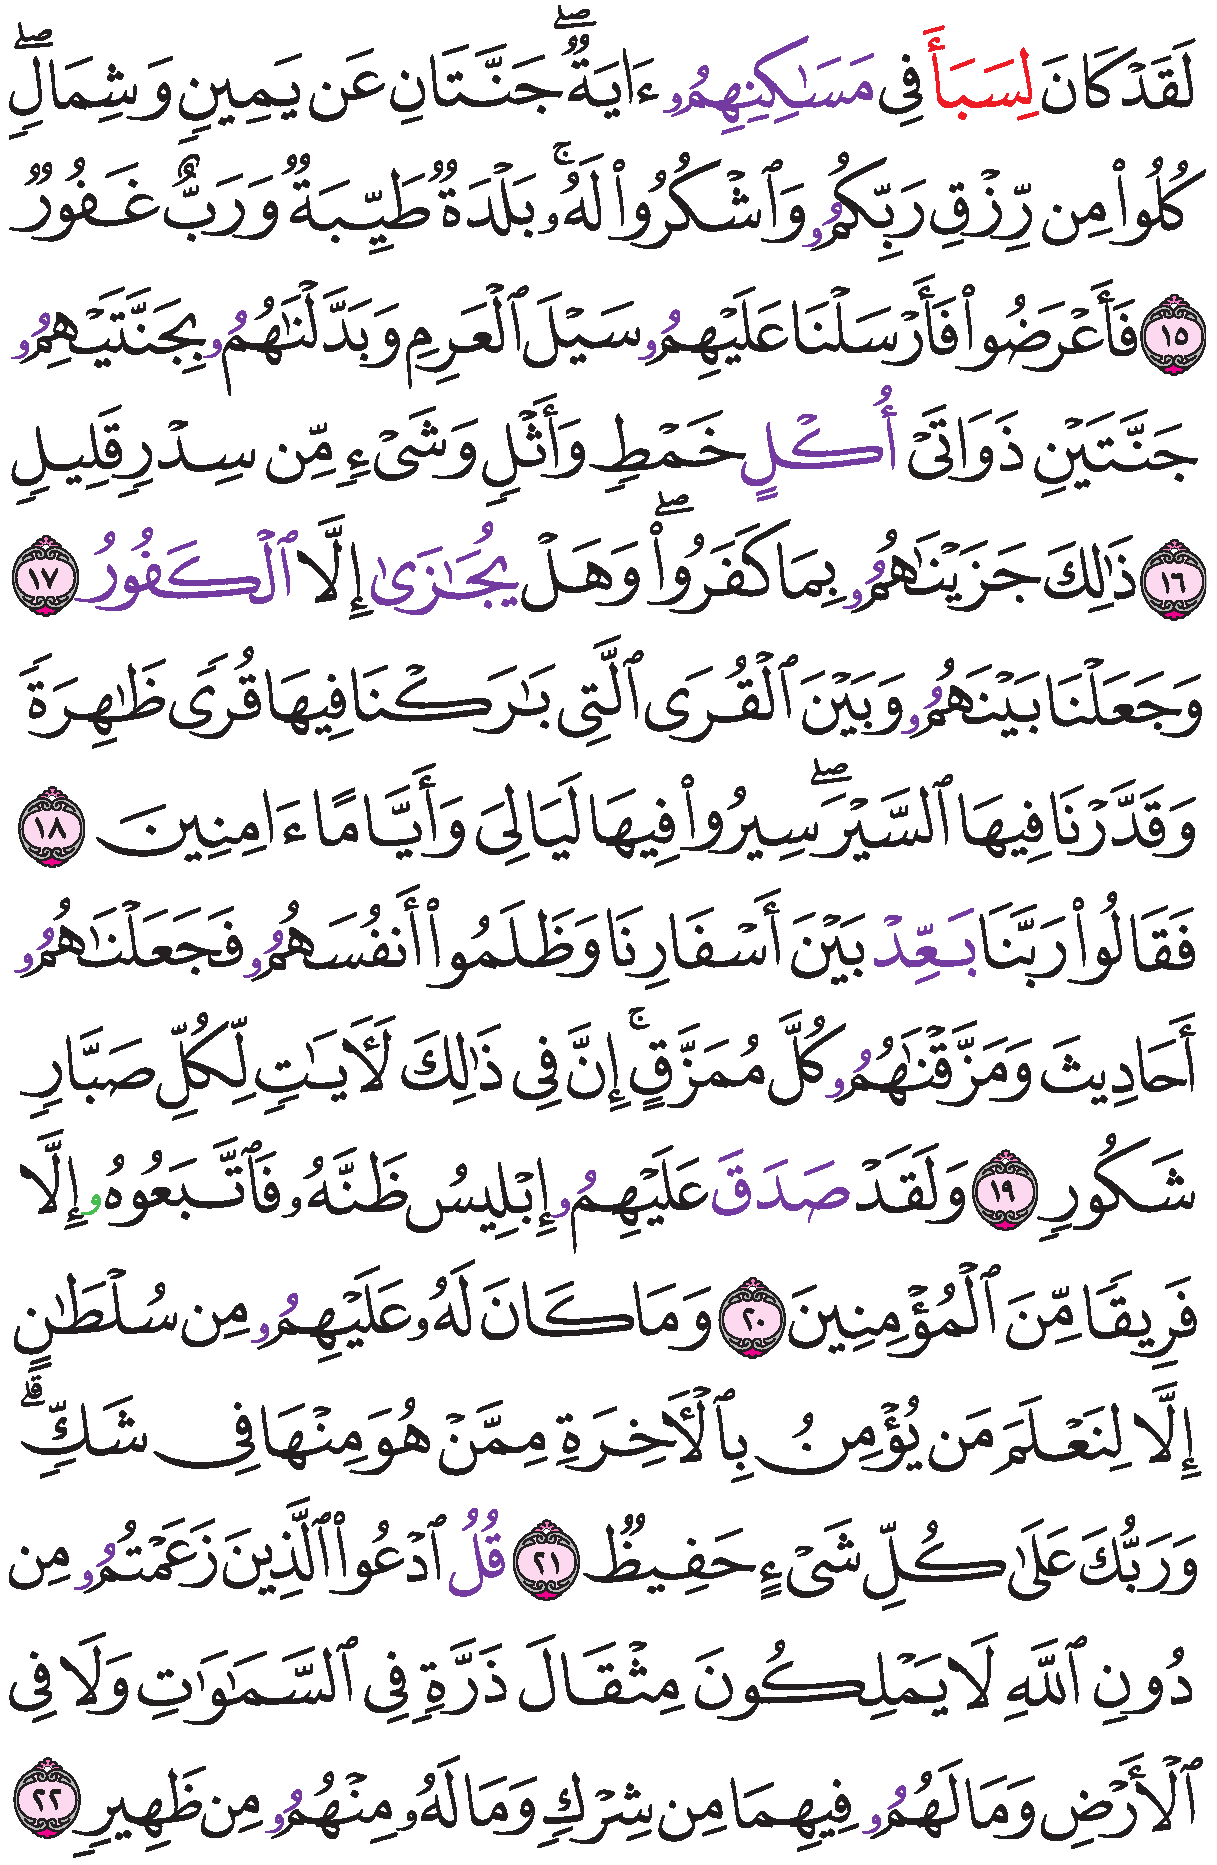 لَقَدۡ كَانَ لِسَبَأَ فِي مَسَٰكِنِهِمُۥ ءَايَةٞۖ جَنَّتَانِ عَن يَمِينٖ وَشِمَالٖۖ
كُلُواْ مِن رِّزۡقِ رَبِّكُمُۥ وَٱشۡكُرُواْ لَهُۥۚ بَلۡدَةٞ طَيِّبَةٞ وَرَبٌّ غَفُورٞ
١٥ فَأَعۡرَضُواْ فَأَرۡسَلۡنَا عَلَيۡهِمُۥ سَيۡلَ ٱلۡعَرِمِ وَبَدَّلۡنَٰهُمُۥ بِجَنَّتَيۡهِمُۥ
جَنَّتَيۡنِ ذَوَاتَيۡ أُكۡلٍ خَمۡطٖ وَأَثۡلٖ وَشَيۡءٖ مِّن سِدۡرٖ قَلِيلٖ
١٦ ذَٰلِكَ جَزَيۡنَٰهُمُۥ بِمَا كَفَرُواْۖ وَهَلۡ يُجَٰزَىٰ إِلَّا ٱلۡكَفُورُ ١٧
وَجَعَلۡنَا بَيۡنَهُمُۥ وَبَيۡنَ ٱلۡقُرَى ٱلَّتِي بَٰرَكۡنَا فِيهَا قُرٗى ظَٰهِرَةٗ
وَقَدَّرۡنَا فِيهَا ٱلسَّيۡرَۖ سِيرُواْ فِيهَا لَيَالِيَ وَأَيَّامًا ءَامِنِينَ ١٨
فَقَالُواْ رَبَّنَا بَعِّدۡ بَيۡنَ أَسۡفَارِنَا وَظَلَمُواْ أَنفُسَهُمُۥ فَجَعَلۡنَٰهُمُۥ
أَحَادِيثَ وَمَزَّقۡنَٰهُمُۥ كُلَّ مُمَزَّقٍۚ إِنَّ فِي ذَٰلِكَ لَأٓيَٰتٖ لِّكُلِّ صَبَّارٖ
شَكُورٖ ١٩ وَلَقَدۡ صَدَقَ عَلَيۡهِمُۥ إِبۡلِيسُ ظَنَّهُۥ فَٱتَّبَعُوهُۥ إِلَّا
فَرِيقٗا مِّنَ ٱلۡمُؤۡمِنِينَ ٢٠ وَمَا كَانَ لَهُۥ عَلَيۡهِمُۥ مِن سُلۡطَٰنٍ
إِلَّا لِنَعۡلَمَ مَن يُؤۡمِنُ بِٱلۡأٓخِرَةِ مِمَّنۡ هُوَ مِنۡهَا فِي شَكّٖۗ
وَرَبُّكَ عَلَىٰ كُلِّ شَيۡءٍ حَفِيظٞ ٢١ قُلُ ٱدۡعُواْ ٱلَّذِينَ زَعَمۡتُمُۥ مِن
دُونِ ٱللَّهِ لَا يَمۡلِكُونَ مِثۡقَالَ ذَرَّةٖ فِي ٱلسَّمَٰوَٰتِ وَلَا فِي
ٱلۡأَرۡضِ وَمَا لَهُمُۥ فِيهِمَا مِن شِرۡكٖ وَمَا لَهُۥ مِنۡهُمُۥ مِن ظَهِيرٖ ٢٢